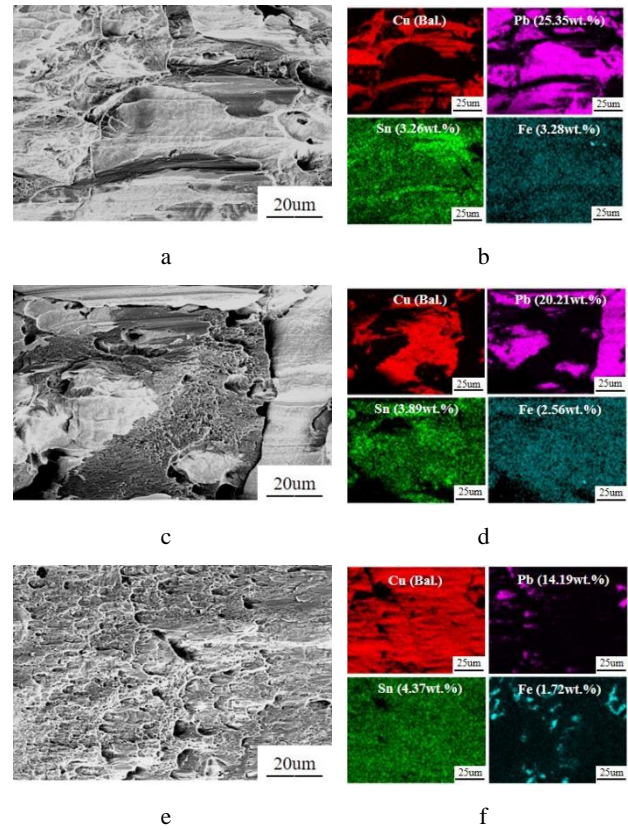 20um
Cu (Bal.) Pb (25.35wt.%)
25um 25um
Sn (3.26wt.%) Fe (3.28wt.%)
25um 25um
a b
20um
Cu (Bal.) Pb (20.21wt.%)
25um 25um
Sn (3.89wt.%) Fe (2.56wt.%)
25um 25um
c d
20um
Cu (Bal.) Pb (14.19wt.%)
25um 25um
Sn (4.37wt.%) Fe (1.72wt.%)
25um 25um
e f